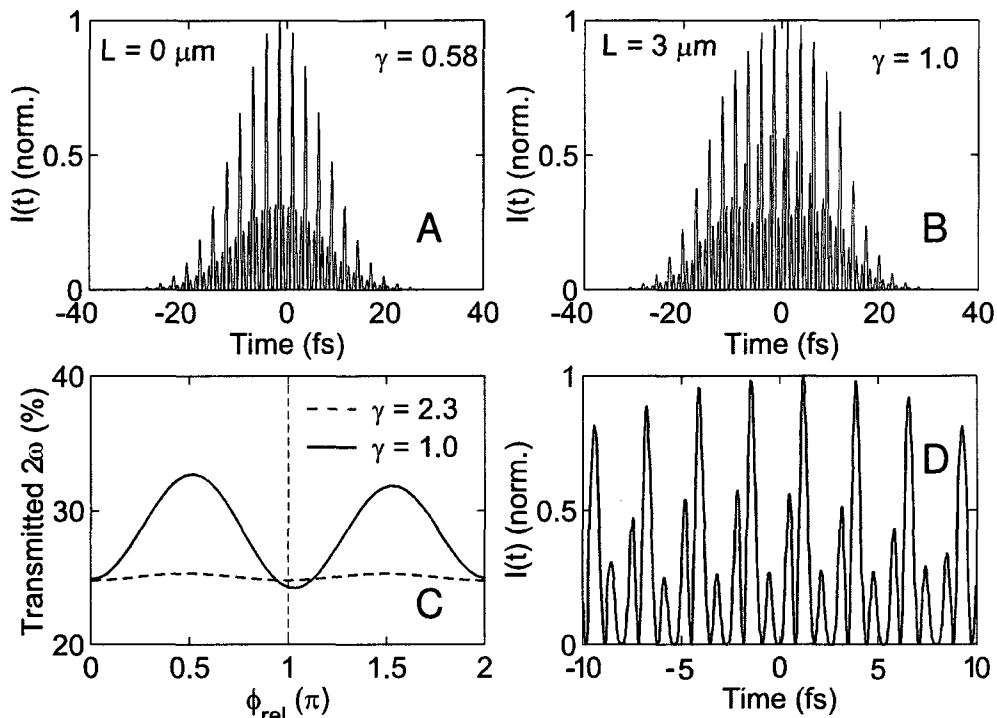 L = 0 μm
γ = 0.58
I(t) (norm.)
1
0.5
0
A
-40
-20
0
20
40
Time (fs)
L = 3 μm
γ = 1.0
I(t) (norm.)
1
0.5
0
B
-40
-20
0
20
40
Time (fs)
Transmitted 2ω (%)
40
30
20
γ = 2.3
γ = 1.0
C
0
0.5
1
1.5
2
ϕrel (π)
I(t) (norm.)
1
0.5
0
D
-10
-5
0
5
10
Time (fs)